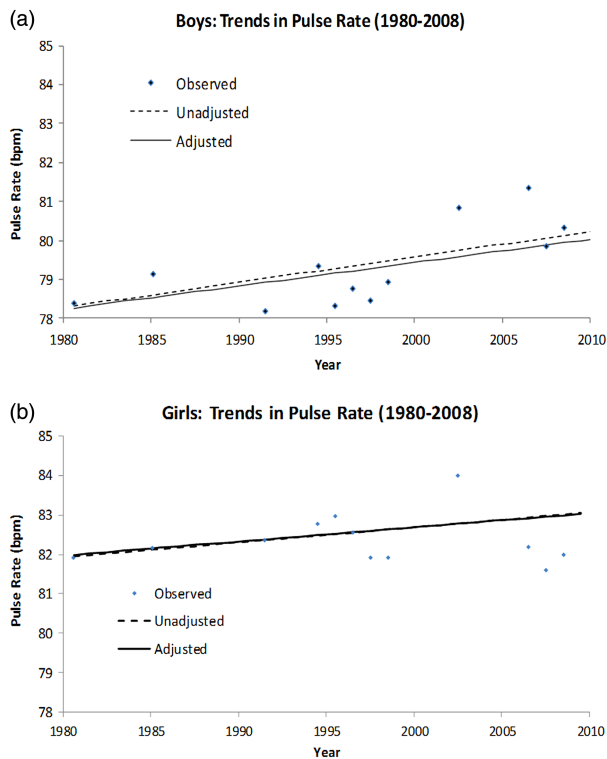 (a)
Boys: Trends in Pulse Rate (1980-2008)
Pulse Rate (bpm)
85
84
83
82
81
80
79
78
Observed
Unadjusted
Adjusted
1980 1985 1990 1995 2000 2005 2010
Year
(b)
Girls: Trends in Pulse Rate (1980-2008)
Pulse Rate (bpm)
85
84
83
82
81
80
79
78
Observed
Unadjusted
Adjusted
1980 1985 1990 1995 2000 2005 2010
Year